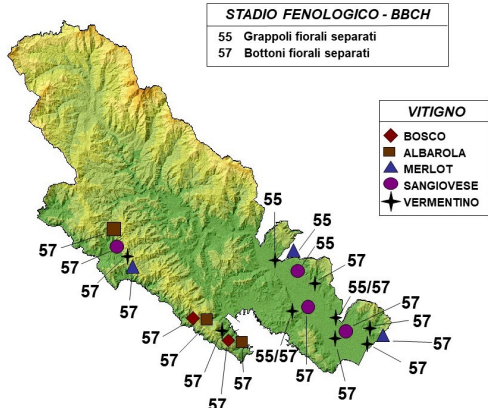 STADIO FENOLOGICO - BBCH
55 Grappoli fiorali separati
57 Bottoni fiorali separati
VITIGNO
BOSCO
ALBAROLA
MERLOT
SANGIOVESE
VERMENTINO
55
55
55
57
57
57
57
57
55/57
57
57
57
57
57
57
55/57
57
57
57
57
57